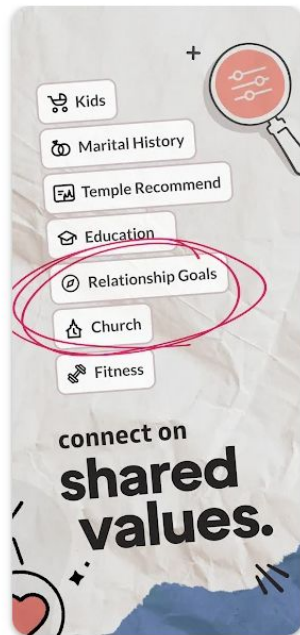 Kids
Marital History
Temple Recommend
Education
Relationship Goals
Church
Fitness
connect on
shared
values.